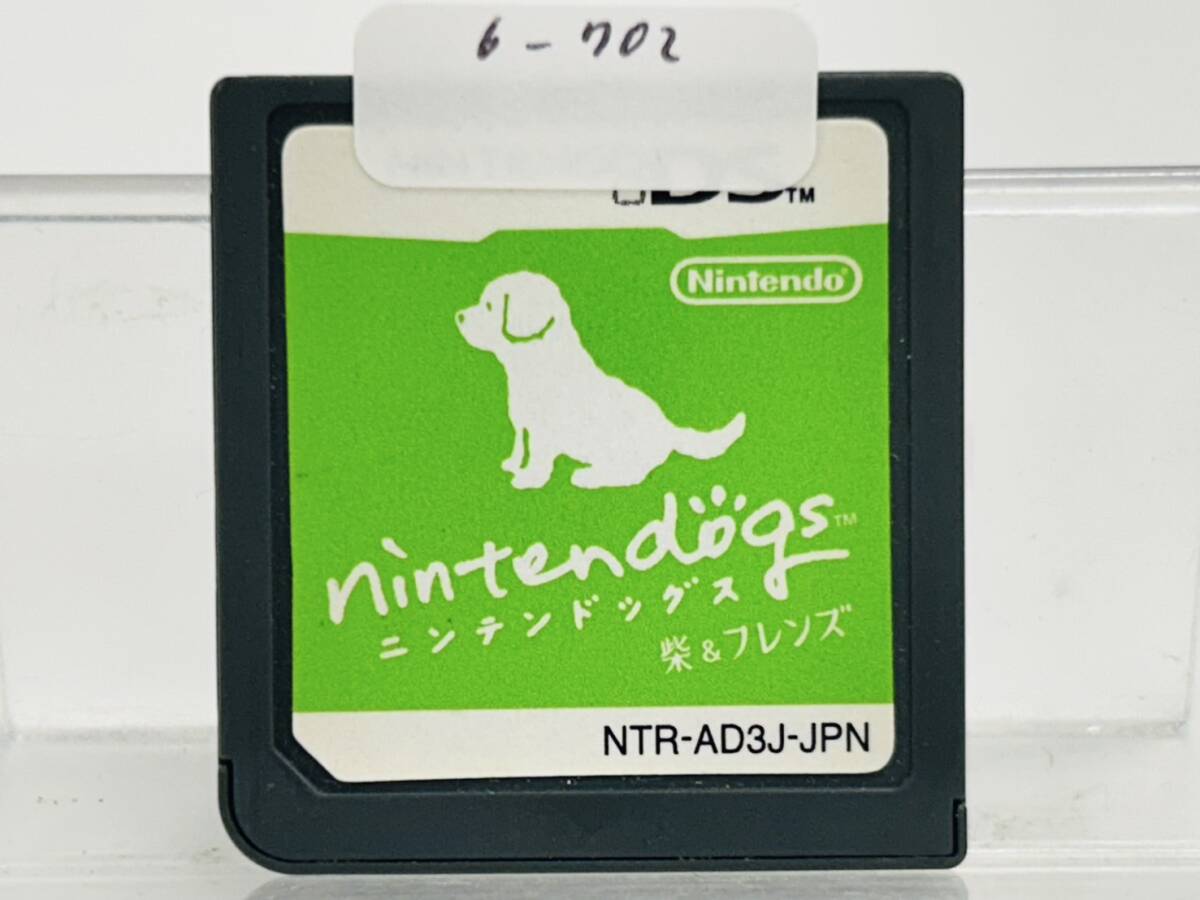 6-702
DS™
Nintendo®
nintendogs™
ニンテンドッグス
柴&フレンズ
NTR-AD3J-JPN